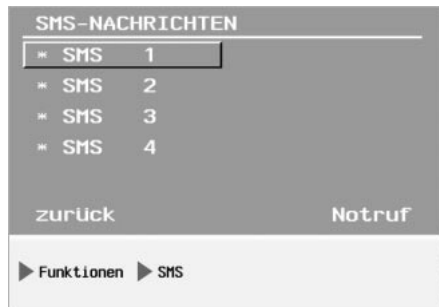 SMS-NACHRICHTEN
* SMS 1
* SMS 2
* SMS 3
* SMS 4
zurück Notruf
Funktionen SMS